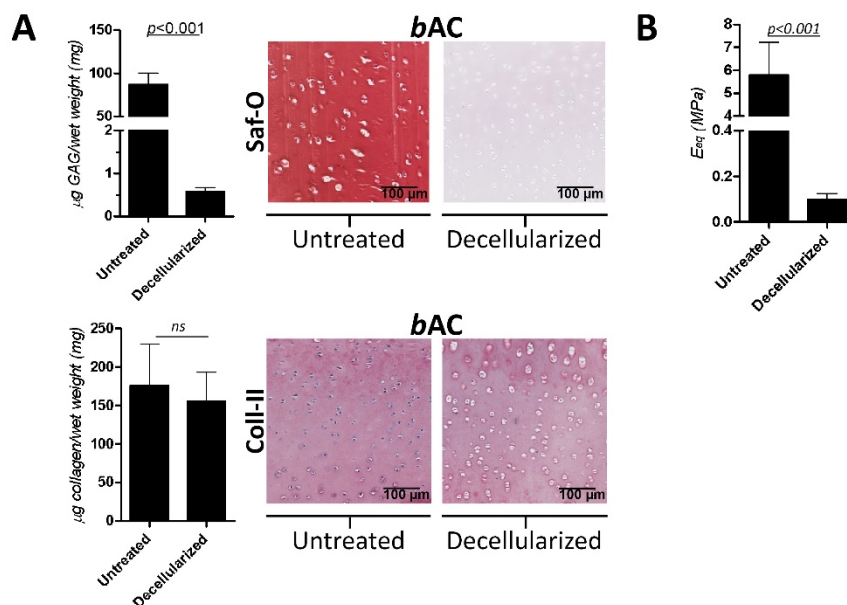 A
bAC
B
p<0.001
150
100
50
2
1
0
µg GAG/wet weight (mg)
Untreated
Decellularized
Saf-O
100 µm
100 µm
Untreated
Decellularized
p<0.001
8
7
6
5
4
0.4
0.2
0.0
Eeq (MPa)
Untreated
Decellularized
bAC
ns
250
200
150
100
50
0
µg collagen/wet weight (mg)
Untreated
Decellularized
Coll-II
100 µm
100 µm
Untreated
Decellularized